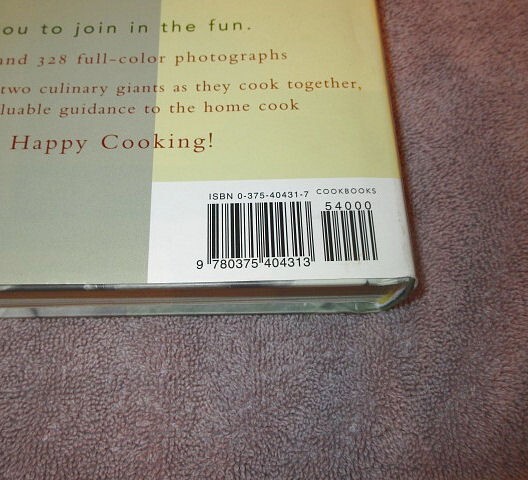 ou to join in the fun.
and 328 full-color photographs
two culinary giants as they cook together,
luable guidance to the home cook
Happy Cooking!
ISBN 0-375-40431-7 COOKBOOKS
54000
9 780375 404313